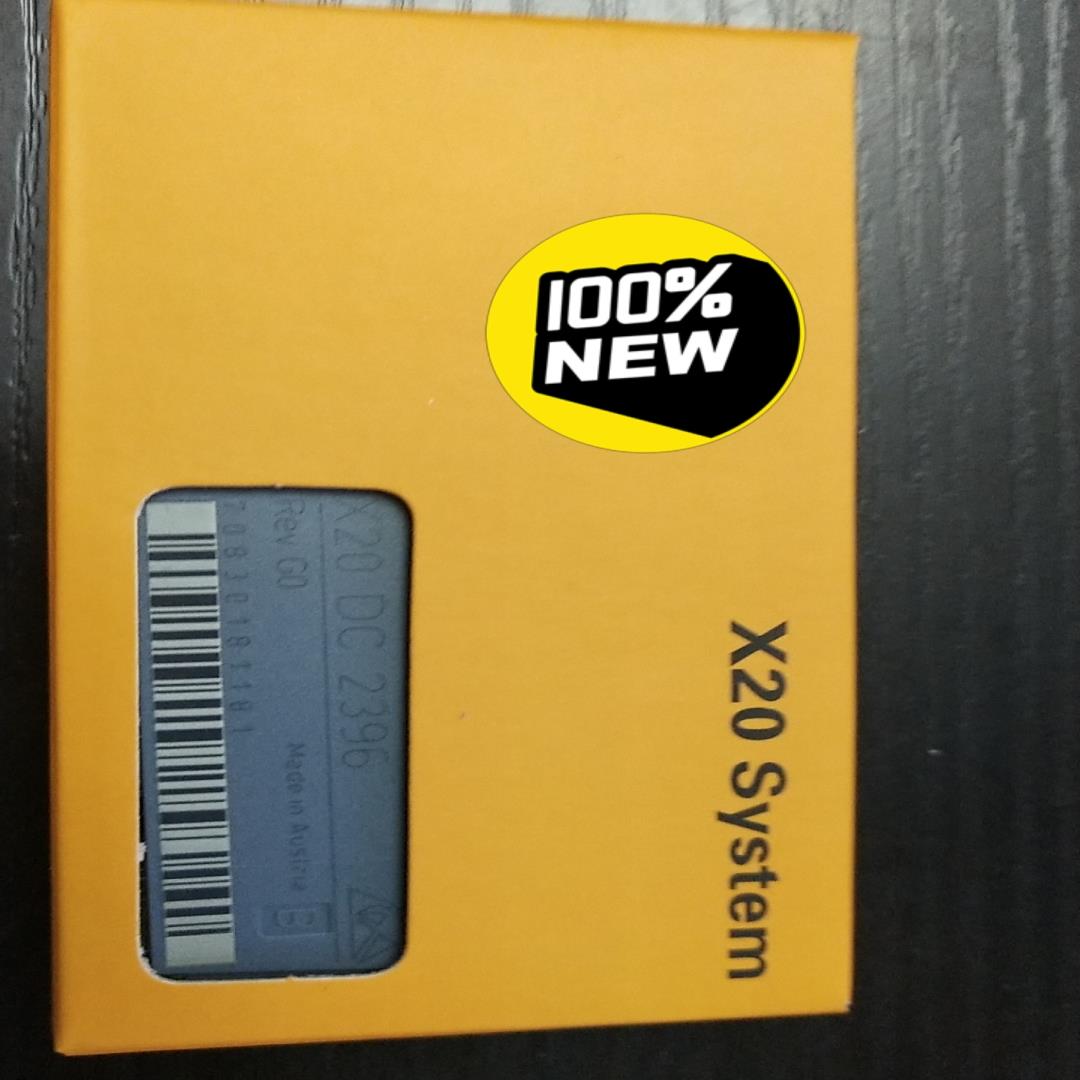 100%
NEW
X20 System
X20 DC 2396
Rev G0
Made in Austria